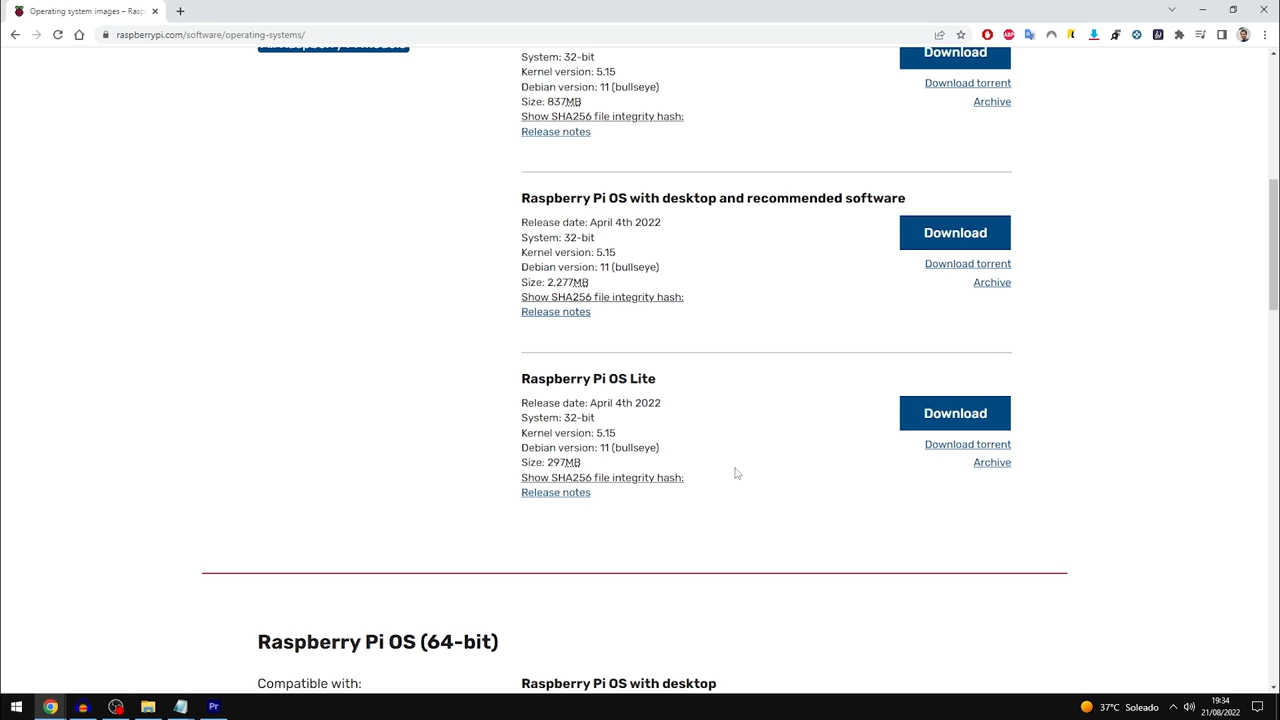 Operating system images – Rasp
raspberrypi.com/software/operating-systems/
All Raspberry Pi models
System: 32-bit
Kernel version: 5.15
Debian version: 11 (bullseye)
Size: 837MB
Show SHA256 file integrity hash:
Release notes
Download
Download torrent
Archive
Raspberry Pi OS with desktop and recommended software
Release date: April 4th 2022
System: 32-bit
Kernel version: 5.15
Debian version: 11 (bullseye)
Size: 2,277MB
Show SHA256 file integrity hash:
Release notes
Download
Download torrent
Archive
Raspberry Pi OS Lite
Release date: April 4th 2022
System: 32-bit
Kernel version: 5.15
Debian version: 11 (bullseye)
Size: 297MB
Show SHA256 file integrity hash:
Release notes
Download
Download torrent
Archive
Raspberry Pi OS (64-bit)
Compatible with:
Raspberry Pi OS with desktop
Pr
37°C Soleado
19:34
21/08/2022